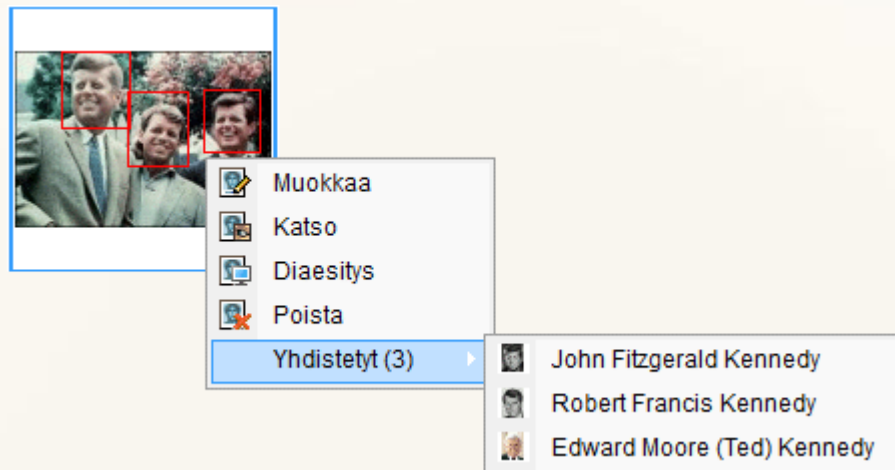 Muokkaa
Katso
Diaesitys
Poista
Yhdistetyt (3)
John Fitzgerald Kennedy
Robert Francis Kennedy
Edward Moore (Ted) Kennedy